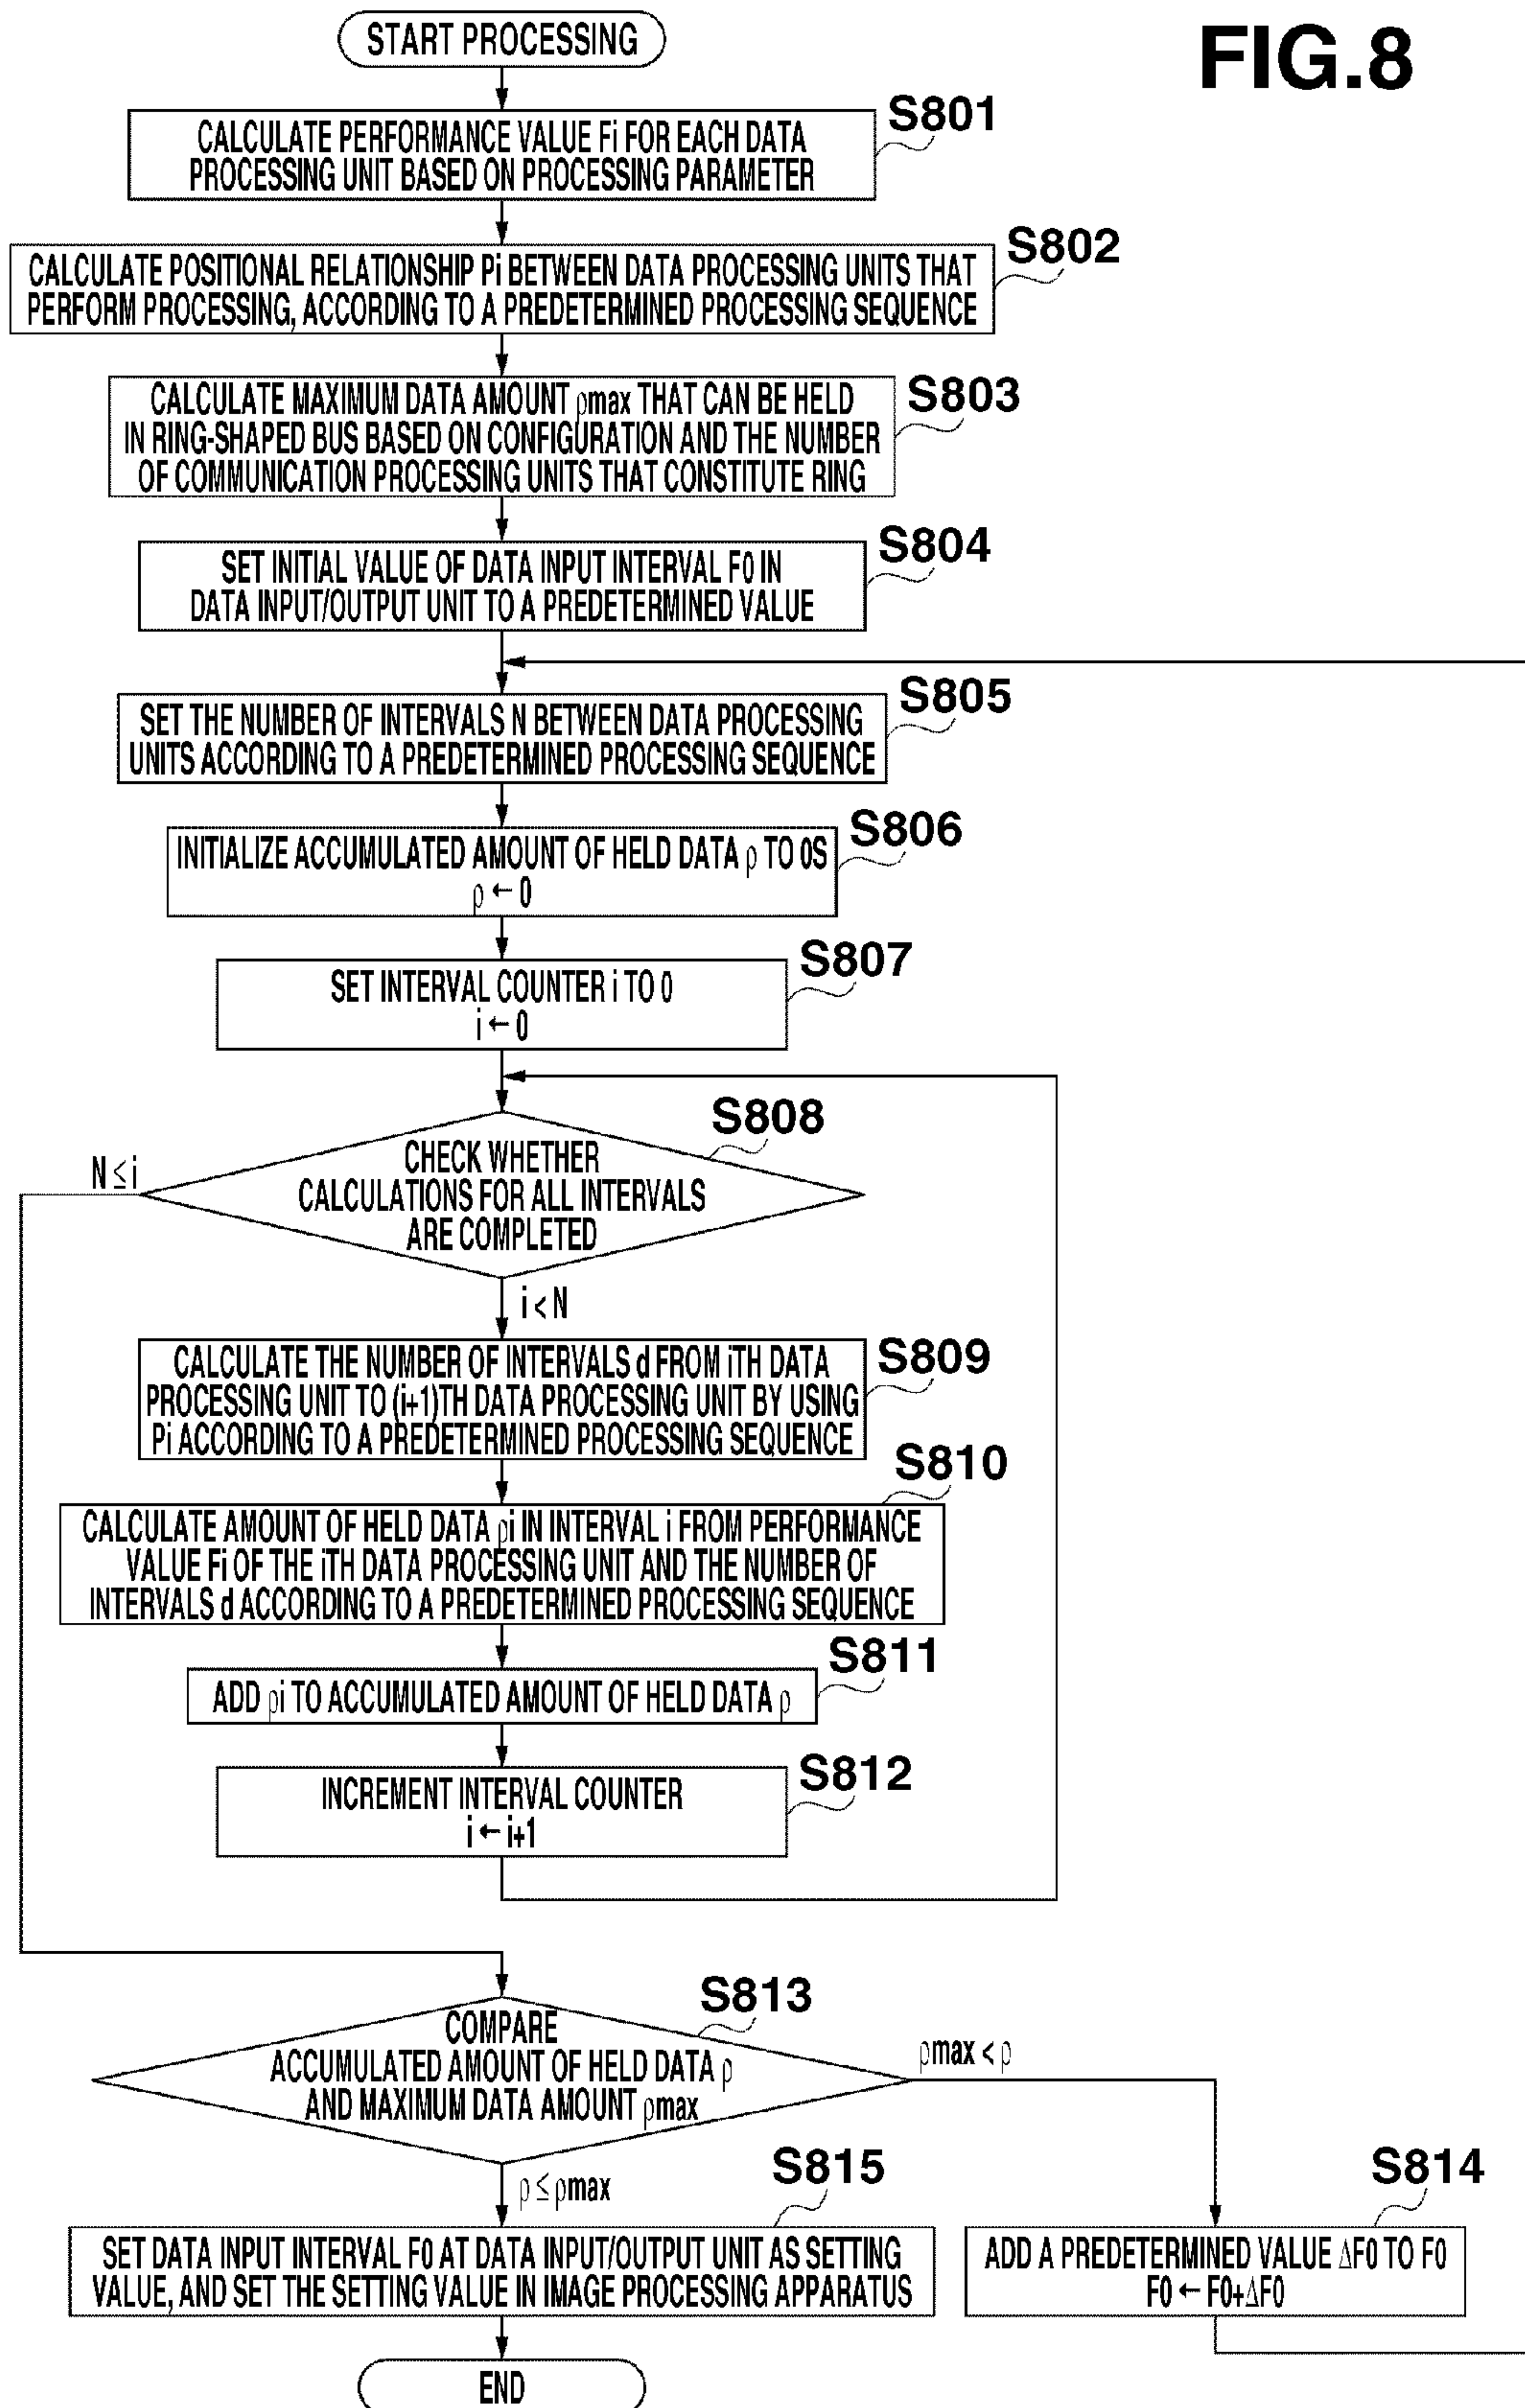 FIG.8
START PROCESSING
S801
CALCULATE PERFORMANCE VALUE Fi FOR EACH DATA
PROCESSING UNIT BASED ON PROCESSING PARAMETER
S802
CALCULATE POSITIONAL RELATIONSHIP Pi BETWEEN DATA PROCESSING UNITS THAT
PERFORM PROCESSING, ACCORDING TO A PREDETERMINED PROCESSING SEQUENCE
S803
CALCULATE MAXIMUM DATA AMOUNT ρmax THAT CAN BE HELD
IN RING-SHAPED BUS BASED ON CONFIGURATION AND THE NUMBER
OF COMMUNICATION PROCESSING UNITS THAT CONSTITUTE RING
S804
SET INITIAL VALUE OF DATA INPUT INTERVAL F0 IN
DATA INPUT/OUTPUT UNIT TO A PREDETERMINED VALUE
S805
SET THE NUMBER OF INTERVALS N BETWEEN DATA PROCESSING
UNITS ACCORDING TO A PREDETERMINED PROCESSING SEQUENCE
S806
INITIALIZE ACCUMULATED AMOUNT OF HELD DATA ρ TO 0S
ρ ← 0
S807
SET INTERVAL COUNTER i TO 0
i ← 0
S808
CHECK WHETHER
CALCULATIONS FOR ALL INTERVALS
ARE COMPLETED
N ≤ i
i < N
S809
CALCULATE THE NUMBER OF INTERVALS d FROM iTH DATA
PROCESSING UNIT TO (i+1)TH DATA PROCESSING UNIT BY USING
Pi ACCORDING TO A PREDETERMINED PROCESSING SEQUENCE
S810
CALCULATE AMOUNT OF HELD DATA ρi IN INTERVAL i FROM PERFORMANCE
VALUE Fi OF THE iTH DATA PROCESSING UNIT AND THE NUMBER OF
INTERVALS d ACCORDING TO A PREDETERMINED PROCESSING SEQUENCE
S811
ADD ρi TO ACCUMULATED AMOUNT OF HELD DATA ρ
S812
INCREMENT INTERVAL COUNTER
i ← i+1
S813
COMPARE
ACCUMULATED AMOUNT OF HELD DATA ρ
AND MAXIMUM DATA AMOUNT ρmax
ρmax < ρ
ρ ≤ ρmax
S815
SET DATA INPUT INTERVAL F0 AT DATA INPUT/OUTPUT UNIT AS SETTING
VALUE, AND SET THE SETTING VALUE IN IMAGE PROCESSING APPARATUS
S814
ADD A PREDETERMINED VALUE ΔF0 TO F0
F0 ← F0+ΔF0
END